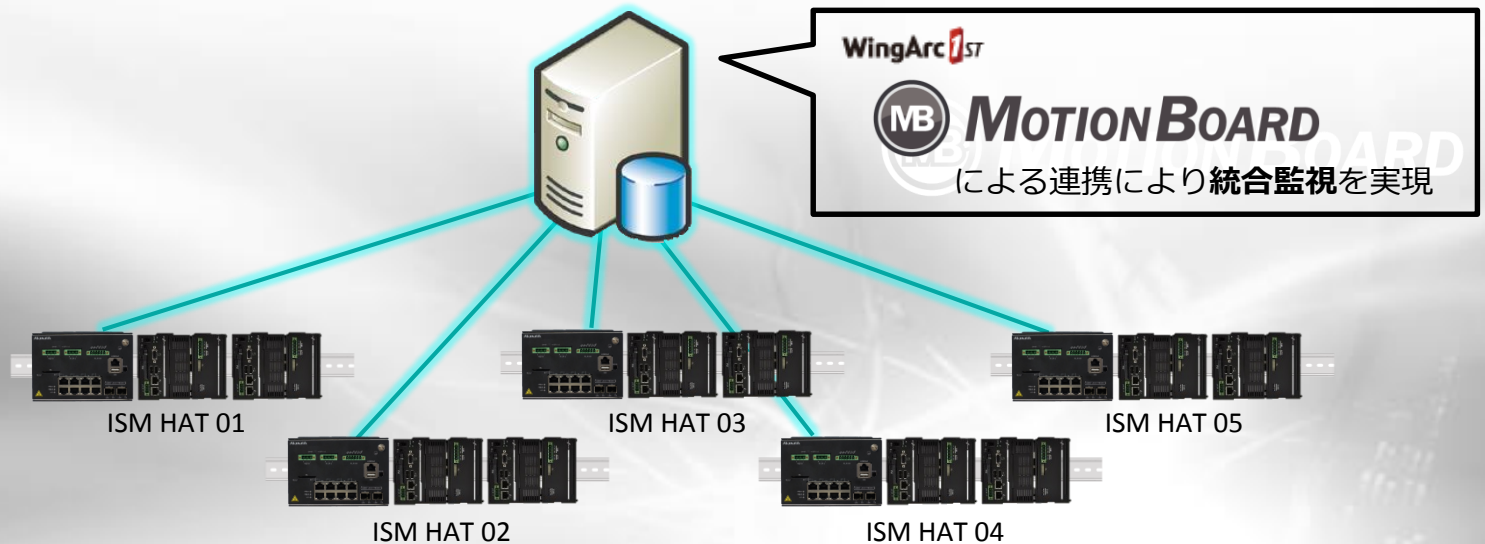 WingArc1ST
MB MOTIONBOARD
による連携により統合監視を実現
ISM HAT 01
ISM HAT 03
ISM HAT 05
ISM HAT 02
ISM HAT 04